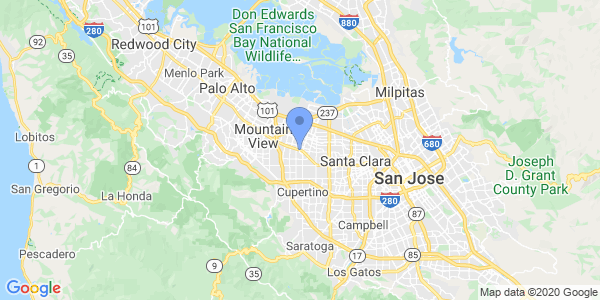 Don Edwards
San Francisco
Bay National
Wildlife...
92
280
880
Redwood City
84
35
Menlo Park
101
Palo Alto
Milpitas
101
237
Lobitos
Mountain
View
680
1
Santa Clara
Joseph
D. Grant
County Park
San Gregorio
San Jose
La Honda
84
Cupertino
280
87
Campbell
Pescadero
Saratoga
9
35
17
85
Los Gatos
Google
Map data ©2020 Google